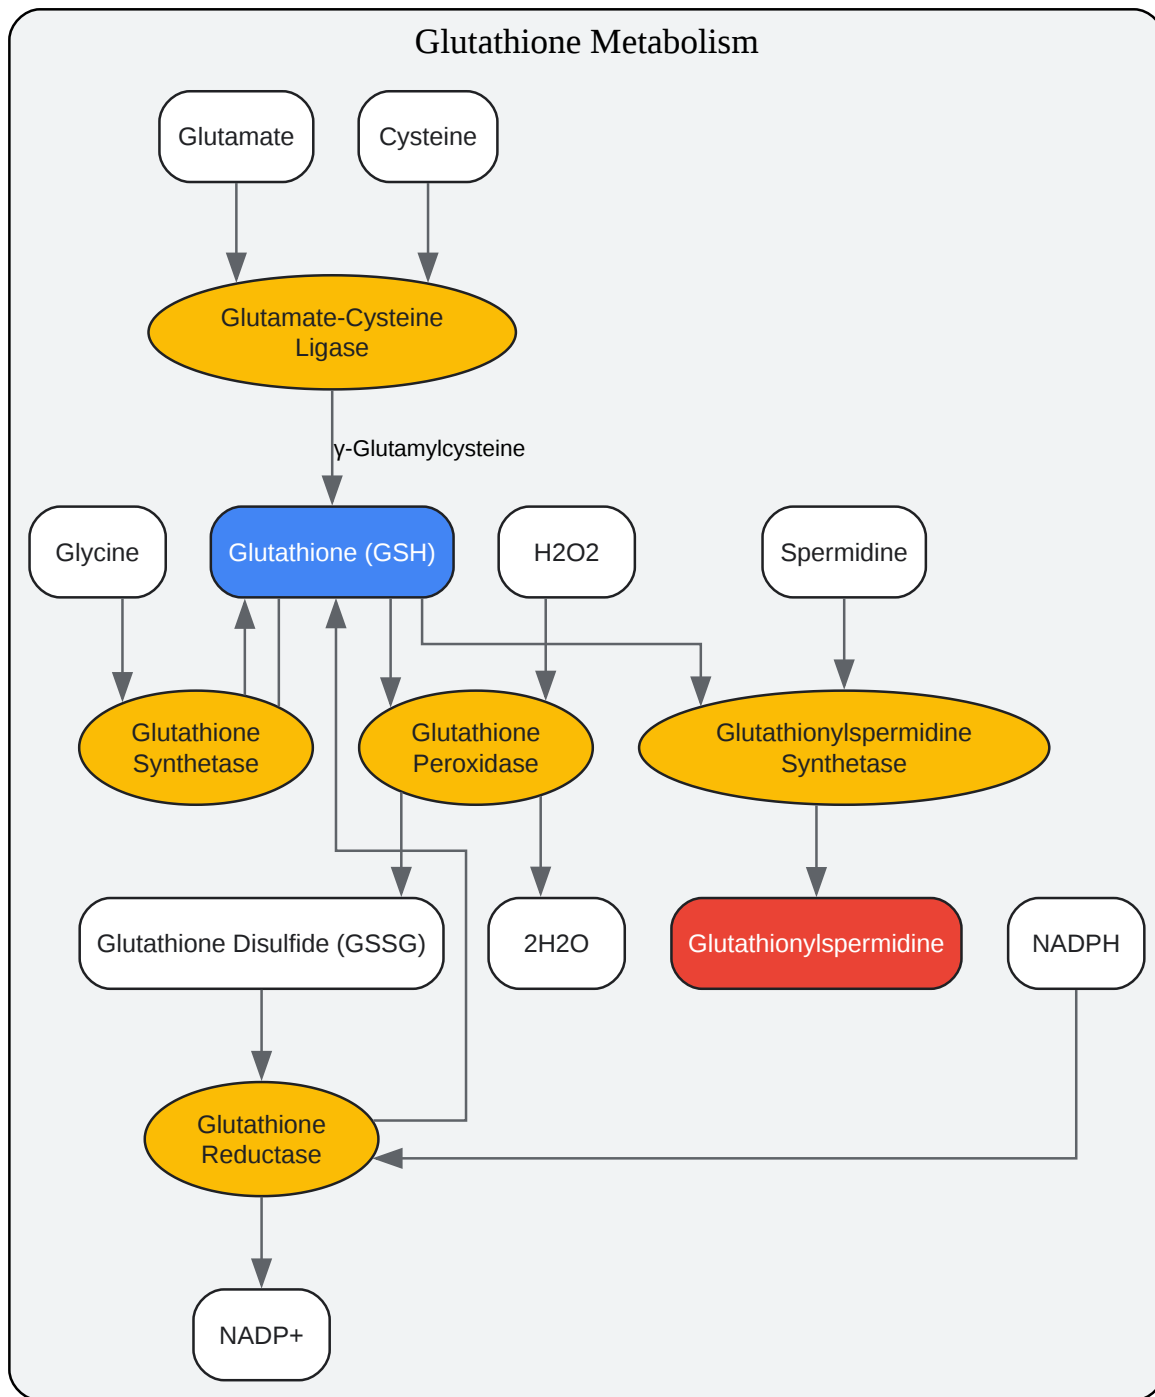 Glutathione Metabolism
Glutamate
Cysteine
Glutamate-Cysteine
Ligase
γ-Glutamylcysteine
Glycine
Glutathione (GSH)
H2O2
Spermidine
Glutathione
Synthetase
Glutathione
Peroxidase
Glutathionylspermidine
Synthetase
Glutathione Disulfide (GSSG)
2H2O
Glutathionylspermidine
NADPH
Glutathione
Reductase
NADP+